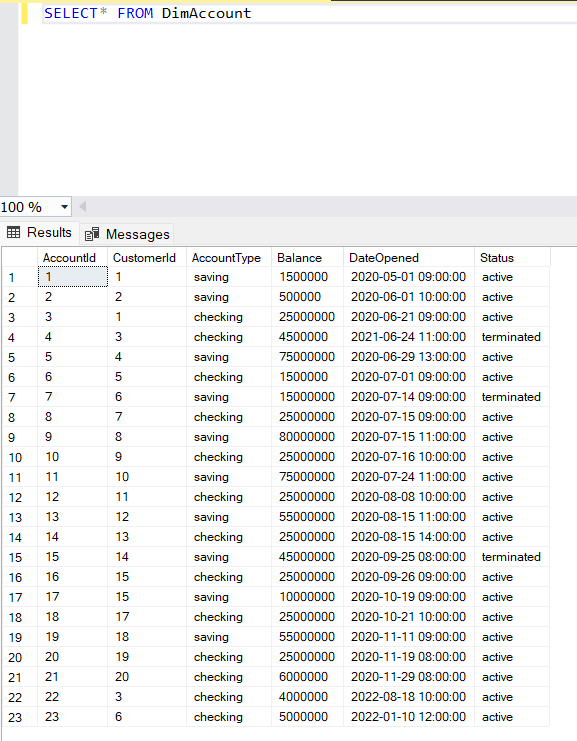 SELECT* FROM DimAccount
100 %
Results Messages
AccountId CustomerId AccountType Balance DateOpened Status
1 1 1 saving 1500000 2020-05-01 09:00:00 active
2 2 2 saving 500000 2020-06-01 10:00:00 active
3 3 1 checking 25000000 2020-06-21 09:00:00 active
4 4 3 checking 4500000 2021-06-24 11:00:00 terminated
5 5 4 saving 75000000 2020-06-29 13:00:00 active
6 6 5 checking 1500000 2020-07-01 09:00:00 active
7 7 6 saving 15000000 2020-07-14 09:00:00 terminated
8 8 7 checking 25000000 2020-07-15 09:00:00 active
9 9 8 saving 80000000 2020-07-15 11:00:00 active
10 10 9 checking 25000000 2020-07-16 10:00:00 active
11 11 10 saving 75000000 2020-07-24 11:00:00 active
12 12 11 checking 25000000 2020-08-08 10:00:00 active
13 13 12 saving 55000000 2020-08-15 11:00:00 active
14 14 13 checking 25000000 2020-08-15 14:00:00 active
15 15 14 saving 45000000 2020-09-25 08:00:00 terminated
16 16 15 checking 25000000 2020-09-26 09:00:00 active
17 17 15 saving 10000000 2020-10-19 09:00:00 active
18 18 17 checking 25000000 2020-10-21 10:00:00 active
19 19 18 saving 55000000 2020-11-11 09:00:00 active
20 20 19 checking 25000000 2020-11-19 08:00:00 active
21 21 20 checking 6000000 2020-11-29 08:00:00 active
22 22 3 checking 4000000 2022-08-18 10:00:00 active
23 23 6 checking 5000000 2022-01-10 12:00:00 active